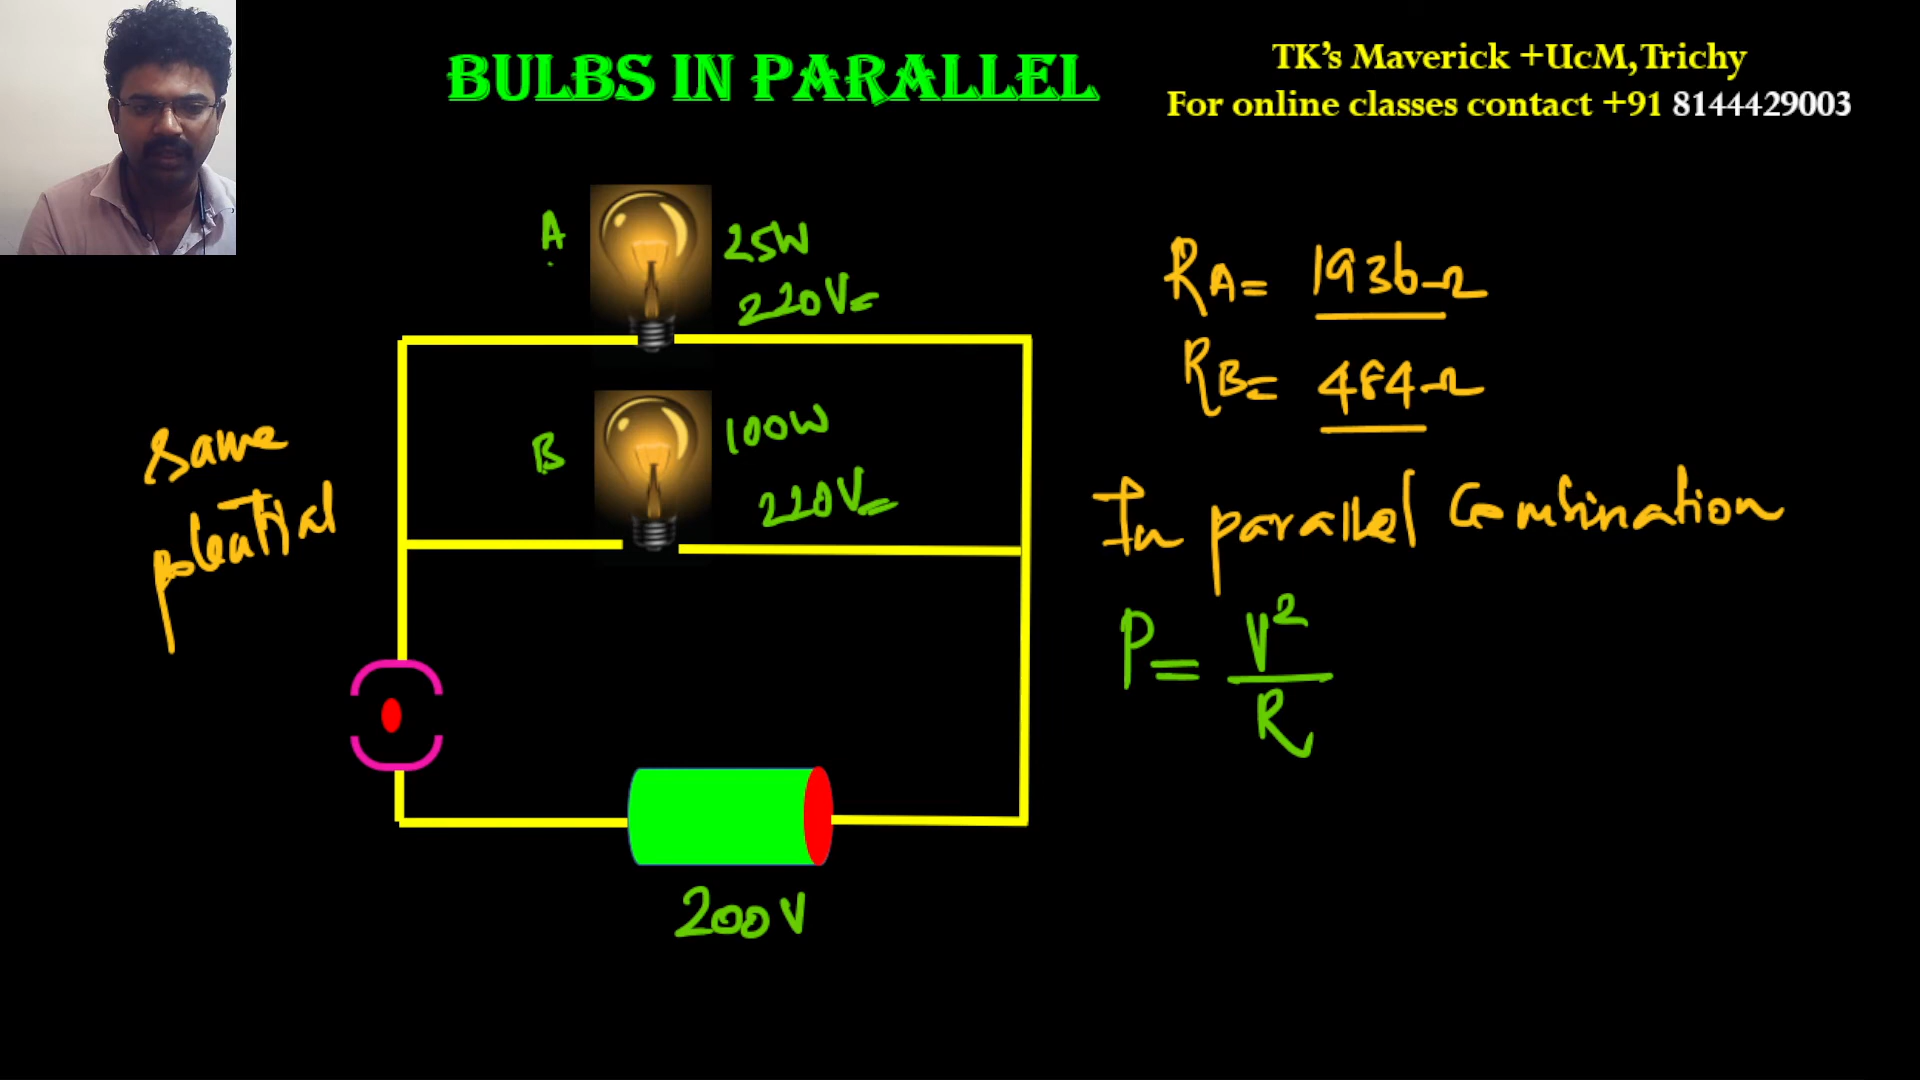 BULBS IN PARALLEL
TK's Maverick +UcM,Trichy
For online classes contact +91 8144429003
A
25W
220V
B
100W
220V
same
potential
200V
RA= 1936Ω
RB= 484Ω
In parallel Combination
P= V²
R